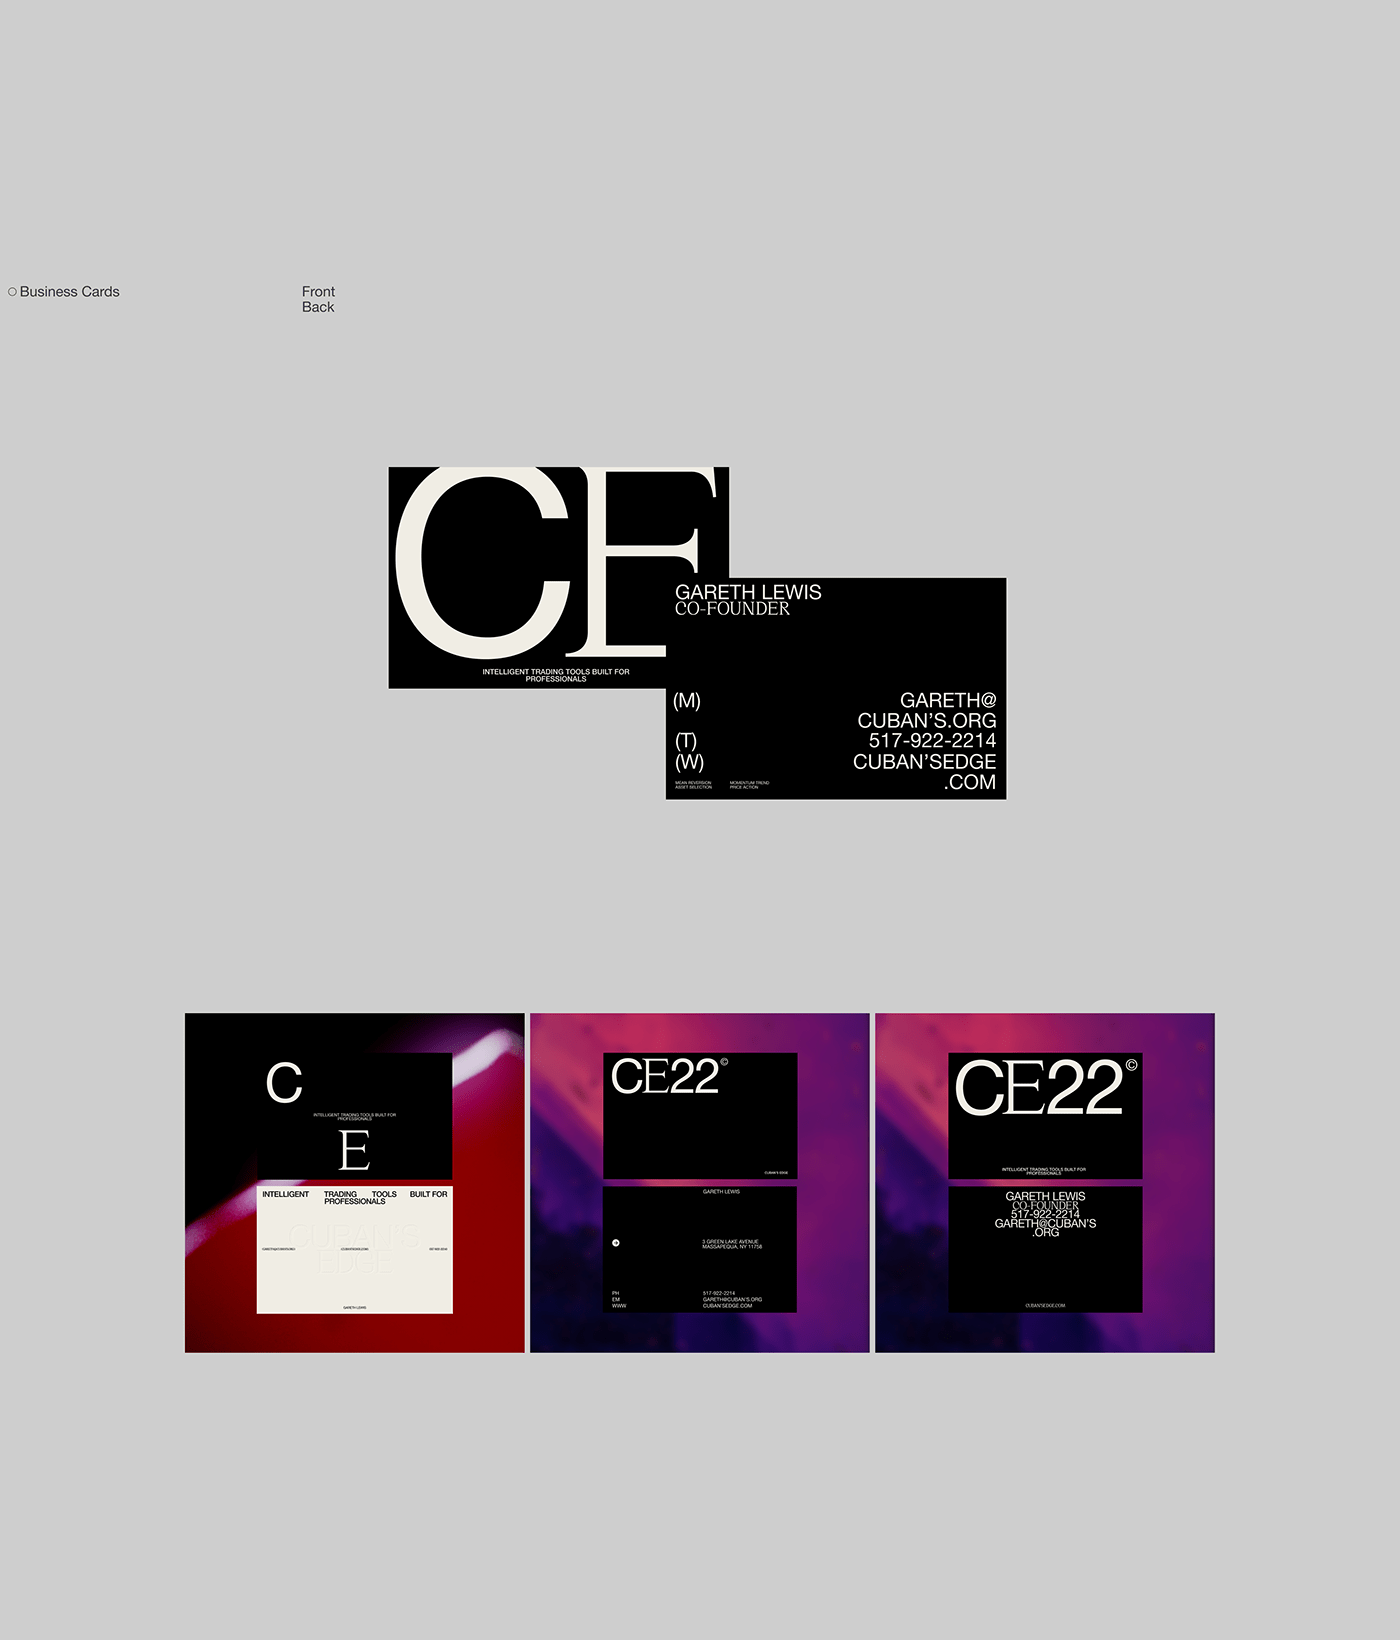 Business Cards
Front
Back
CE
INTELLIGENT TRADING TOOLS BUILT FOR
PROFESSIONALS
GARETH LEWIS
CO-FOUNDER
(M)
GARETH@
CUBAN’S.ORG
(T)
517-922-2214
(W)
CUBAN’SEDGE
.COM
MEAN REVERSION
ASSET SELECTION
MOMENTUM TREND
PRICE ACTION
C
INTELLIGENT TRADING TOOLS BUILT FOR
PROFESSIONALS
E
INTELLIGENT TRADING TOOLS BUILT FOR
PROFESSIONALS
CUBAN’S
EDGE
GARETH LEWIS
CE22©
CUBAN’S EDGE
GARETH LEWIS
3 GREEN LAKE AVENUE
MASSAPEQUA, NY 11758
PH 517-922-2214
EM GARETH@CUBAN’S.ORG
WWW CUBAN’SEDGE.COM
CE22©
INTELLIGENT TRADING TOOLS BUILT FOR
PROFESSIONALS
GARETH LEWIS
CO-FOUNDER
517-922-2214
GARETH@CUBAN’S
.ORG
CUBAN’SEDGE.COM